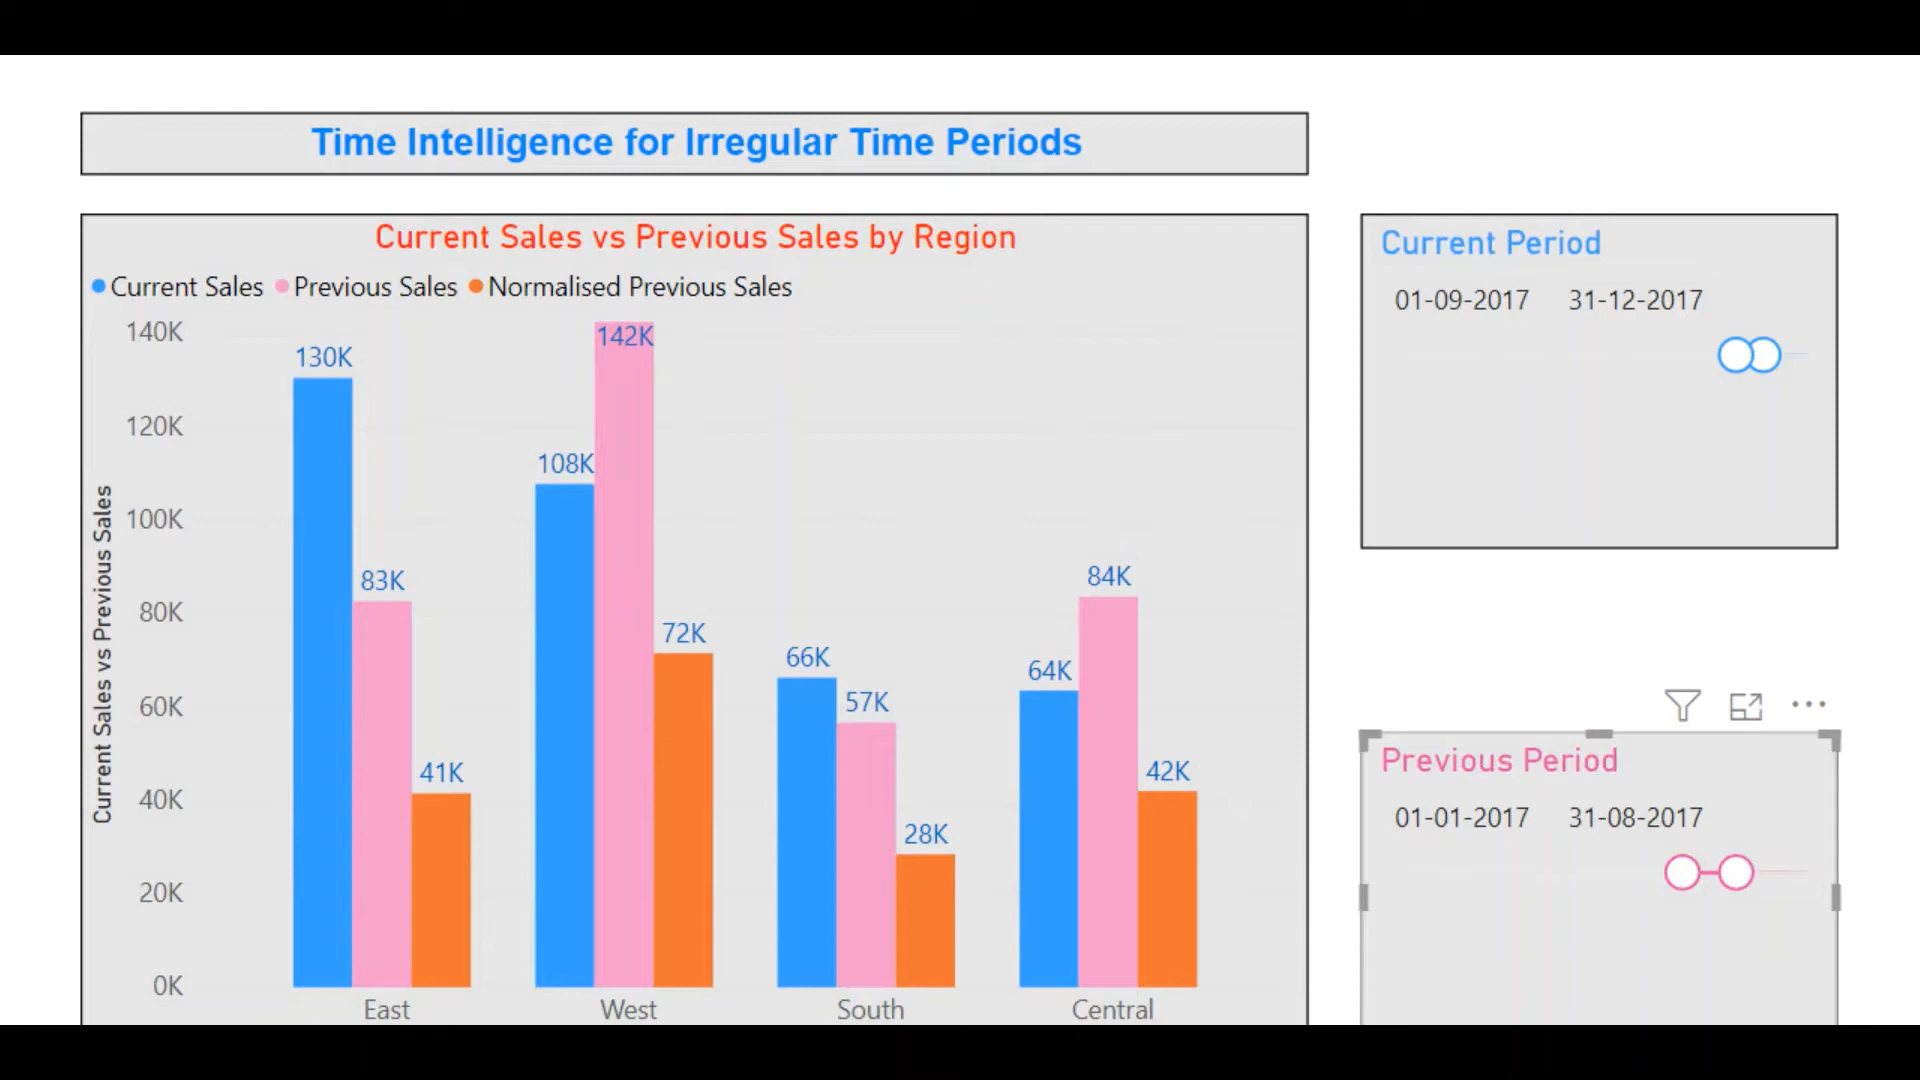 Time Intelligence for Irregular Time Periods
Current Sales vs Previous Sales by Region
Current Sales Previous Sales Normalised Previous Sales
Current Sales vs Previous Sales
140K
120K
100K
80K
60K
40K
20K
0K
130K
83K
41K
108K
142K
72K
66K
57K
28K
64K
84K
42K
East West South Central
Current Period
01-09-2017 31-12-2017
Previous Period
01-01-2017 31-08-2017